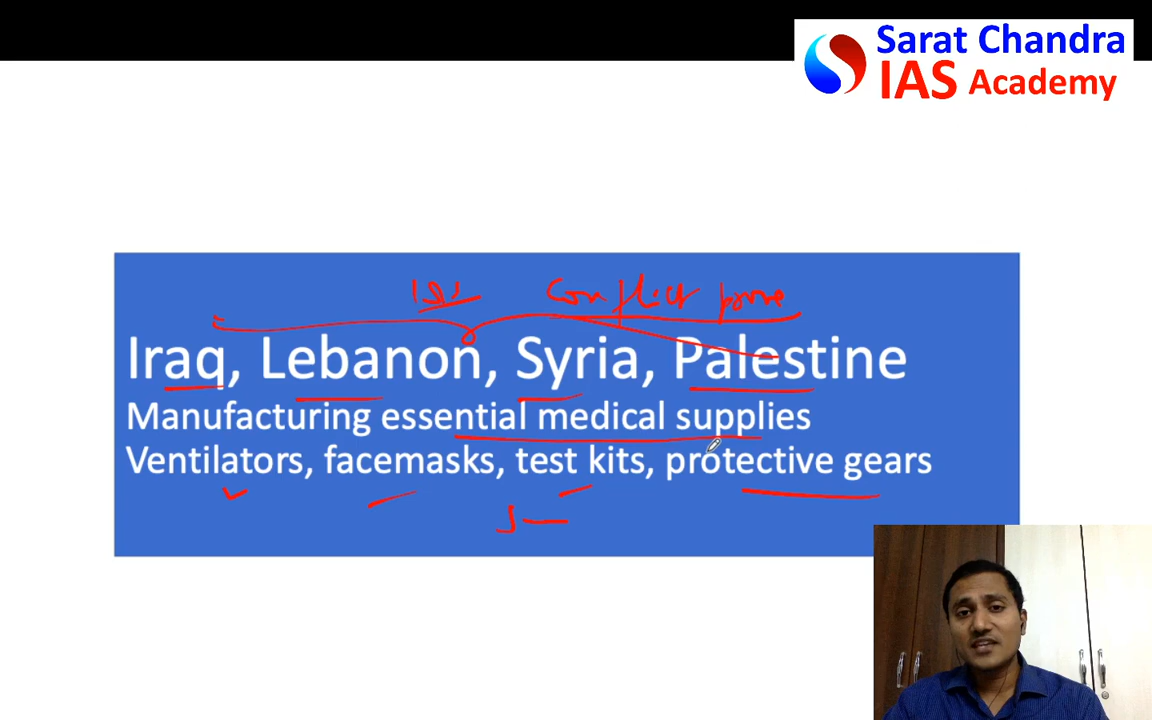 Sarat Chandra
IAS Academy
Conflict prone
Iraq, Lebanon, Syria, Palestine
Manufacturing essential medical supplies
Ventilators, facemasks, test kits, protective gears